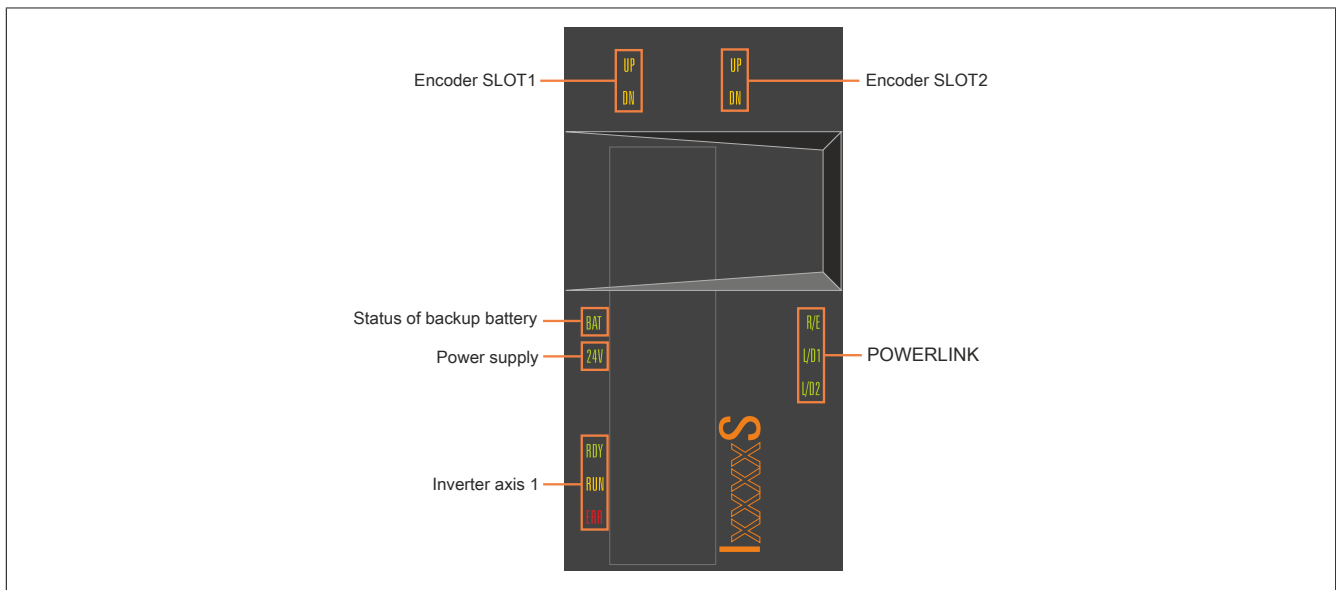 UP
DN
UP
DN
Encoder SLOT1
Encoder SLOT2
Status of backup battery
BAT
Power supply
24V
R/E
L/D1
L/D2
POWERLINK
Inverter axis 1
RDY
RUN
ERR
SxxxxxI